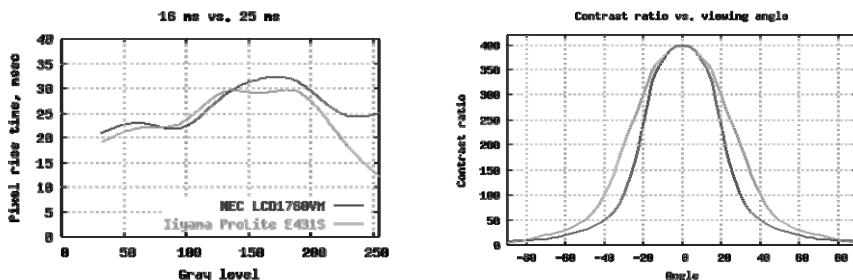 16 ms vs. 25 ms
Pixel rise time, msec
40
35
30
25
20
15
10
5
0
NEC LCD1760VM
Iiyama ProLite E431S
0 50 100 150 200 250
Gray level
Contrast ratio vs. viewing angle
Contrast ratio
400
350
300
250
200
150
100
50
0
-80 -60 -40 -20 0 20 40 60 80
Angle